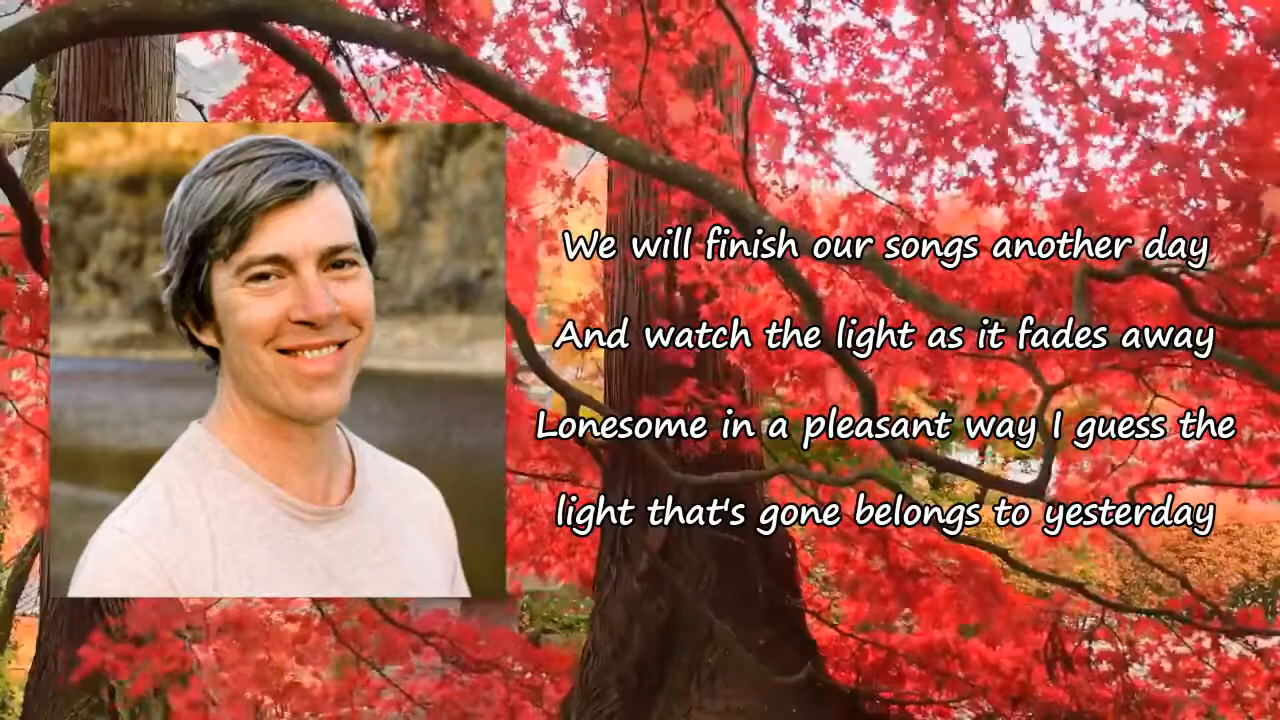 We will finish our songs another day
And watch the light as it fades away
Lonesome in a pleasant way I guess the
light that's gone belongs to yesterday